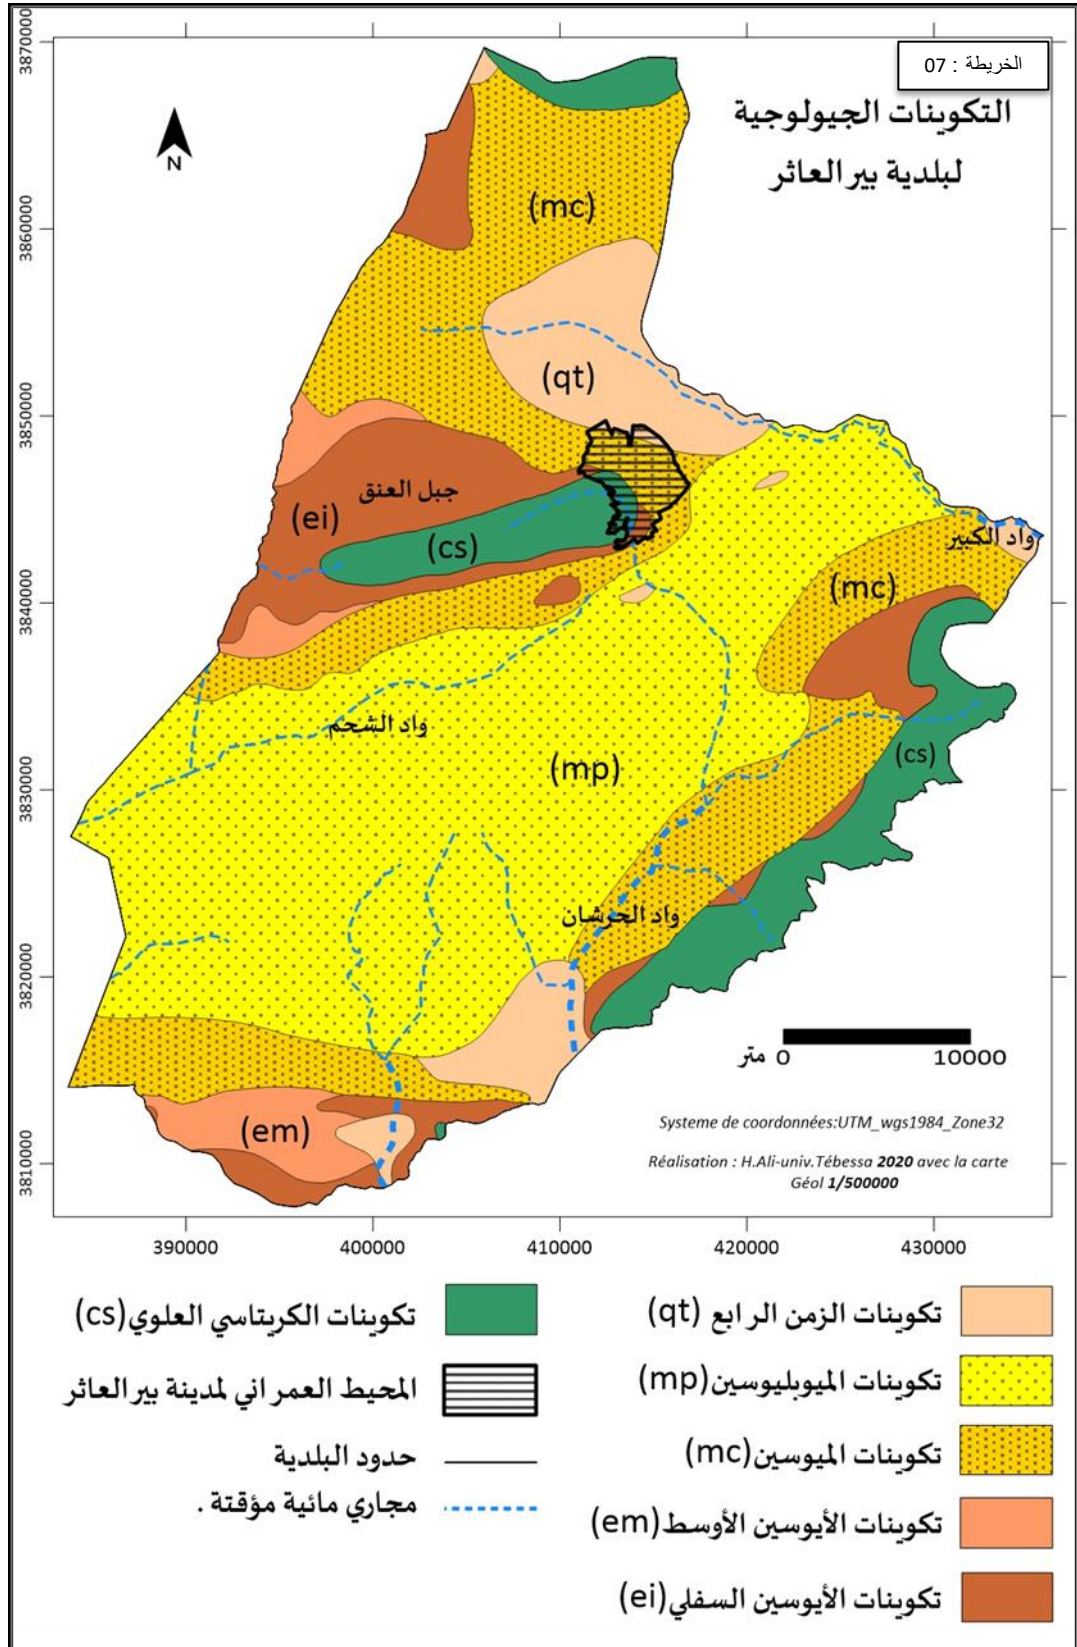 الخريطة : 07
التكوينات الجيولوجية
لبلدية بير العاثر
N
3870000
3860000
3850000
3840000
3830000
3820000
3810000
(mc)
(qt)
جبل العنق
(ei)
(cs)
واد الكبير
(mc)
واد الشحم
(mp)
(cs)
واد الحرشان
(em)
متر 0 10000
Systeme de coordonnées:UTM_wgs1984_Zone32
Réalisation : H.Ali-univ.Tébessa 2020 avec la carte
Géol 1/500000
390000 400000 410000 420000 430000
تكوينات الزمن الرابع (qt)
تكوينات الميوبليوسين (mp)
تكوينات الميوسين (mc)
تكوينات الأيوسين الأوسط (em)
تكوينات الأيوسين السفلي (ei)
تكوينات الكريتاسي العلوي (cs)
المحيط العمراني لمدينة بير العاثر
حدود البلدية
مجاري مائية مؤقتة .